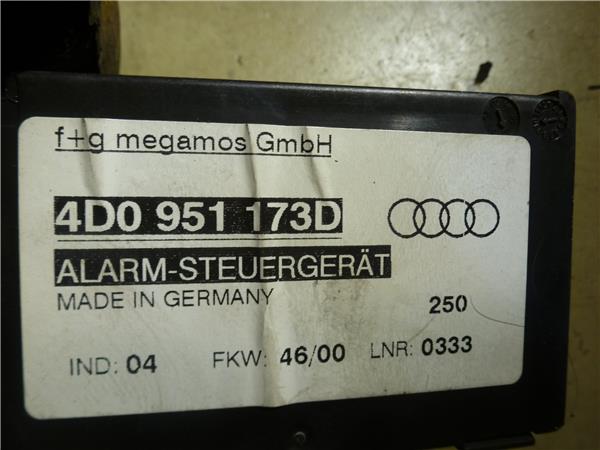 f+g megamos GmbH
4D0 951 173D
ALARM-STEUERGERÄT
MADE IN GERMANY
250
IND: 04 FKW: 46/00 LNR: 0333